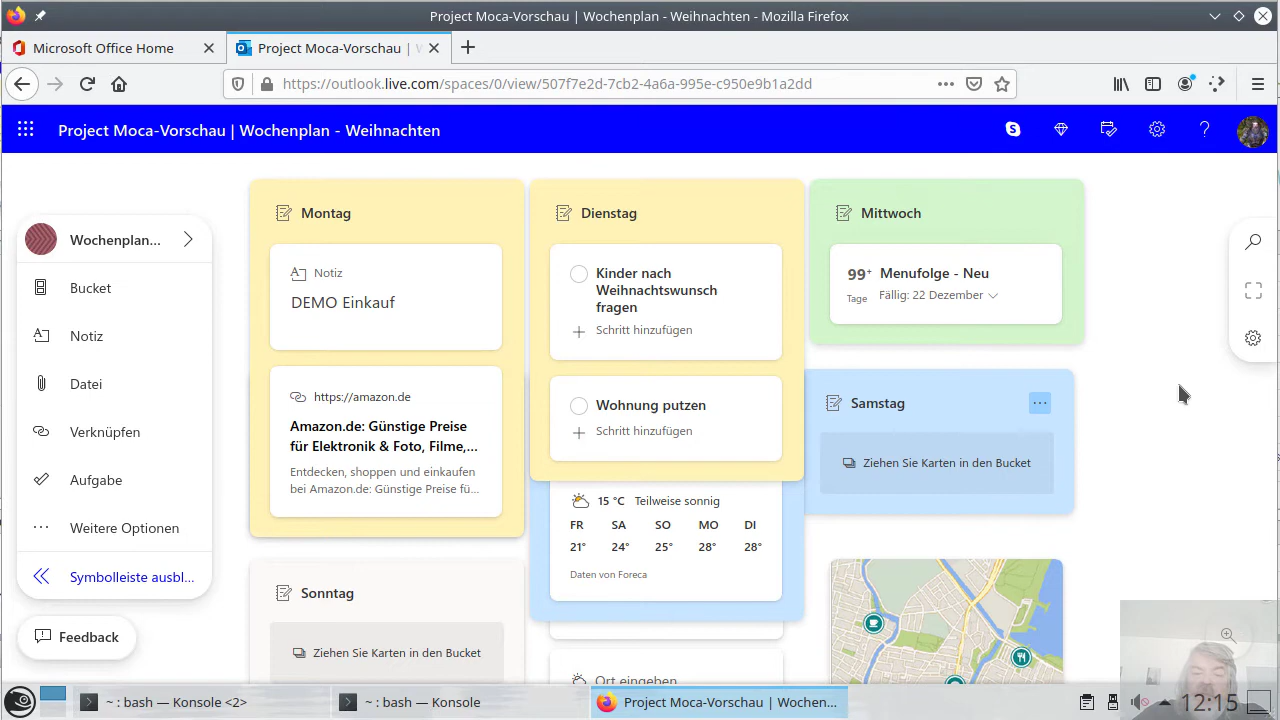 Project Moca-Vorschau | Wochenplan - Weihnachten - Mozilla Firefox
Microsoft Office Home
Project Moca-Vorschau |
https://outlook.live.com/spaces/0/view/507f7e2d-7cb2-4a6a-995e-c950e9b1a2dd
Project Moca-Vorschau | Wochenplan - Weihnachten
Wochenplan...
Bucket
Notiz
Datei
Verknüpfen
Aufgabe
Weitere Optionen
Symbolleiste ausbl...
Feedback
Montag
Notiz
DEMO Einkauf
https://amazon.de
Amazon.de: Günstige Preise
für Elektronik & Foto, Filme,...
Entdecken, shoppen und einkaufen
bei Amazon.de: Günstige Preise fü...
Sonntag
Ziehen Sie Karten in den Bucket
Dienstag
Kinder nach
Weihnachtswunsch
fragen
Schritt hinzufügen
Wohnung putzen
Schritt hinzufügen
15 °C Teilweise sonnig
FR SA SO MO DI
21° 24° 25° 28° 28°
Daten von Foreca
Ort eingeben
Mittwoch
99+ Menufolge - Neu
Tage Fällig: 22 Dezember
Samstag
Ziehen Sie Karten in den Bucket
~ : bash — Konsole <2>
~ : bash — Konsole
Project Moca-Vorschau | Wochen...
12:15